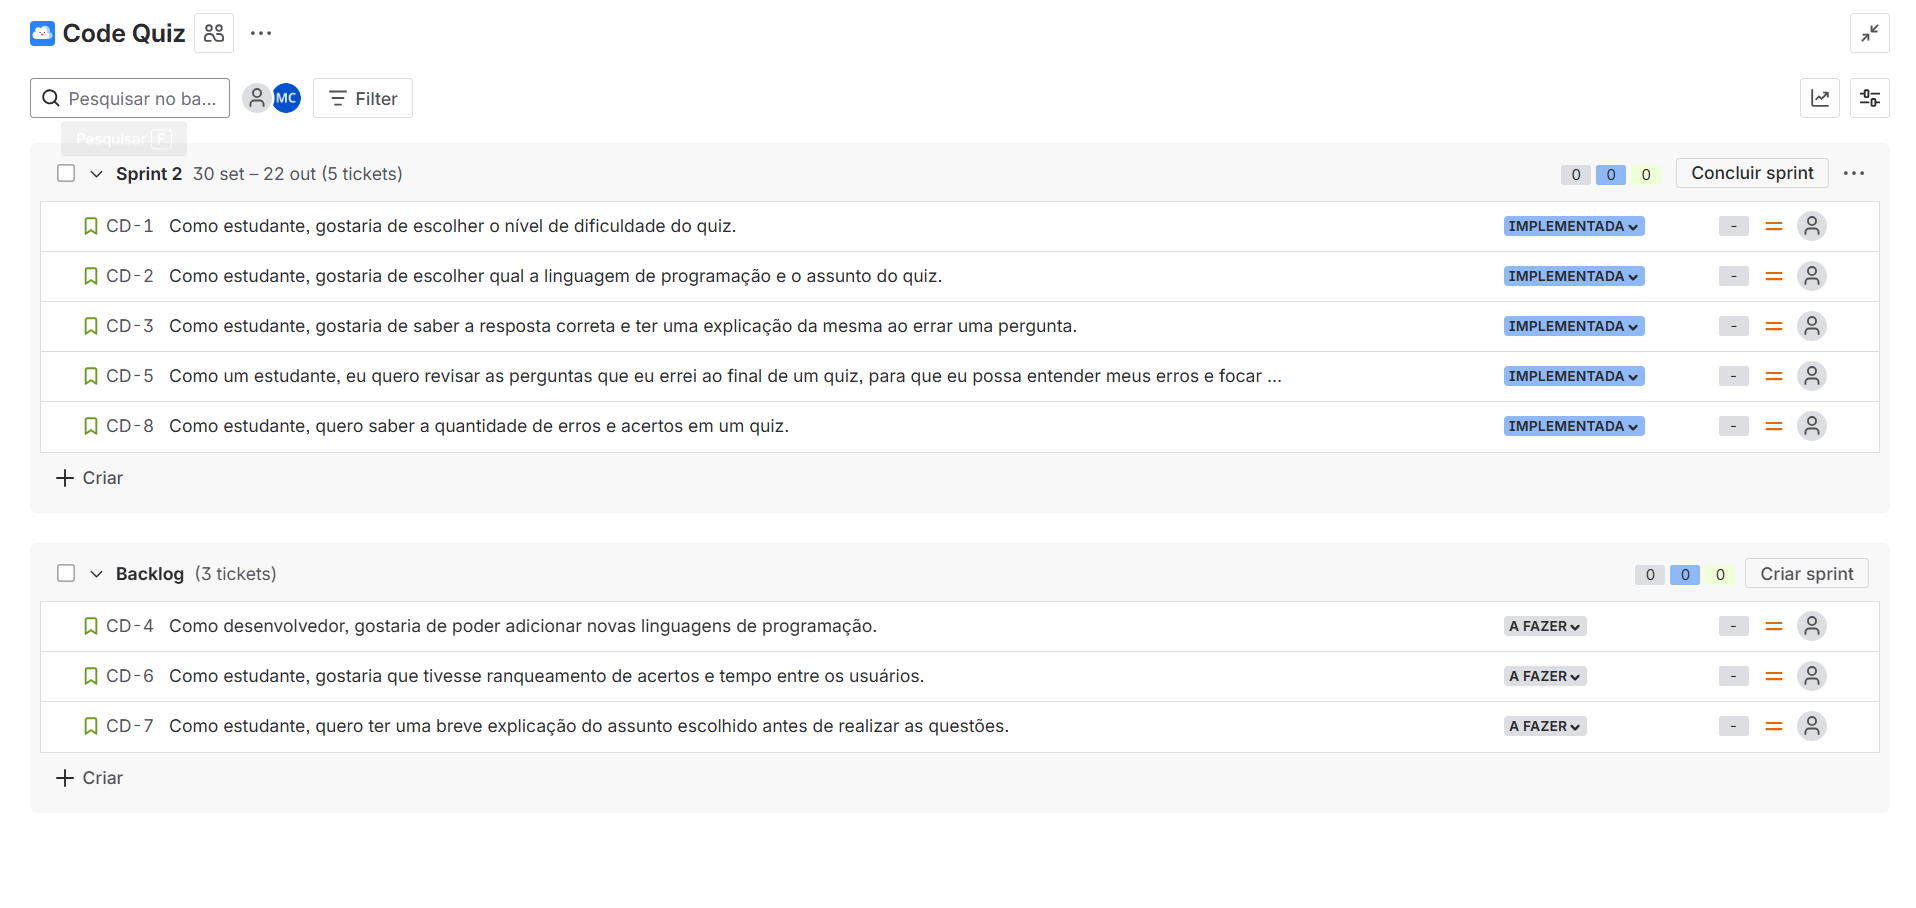 Code Quiz
Pesquisar no ba...
MC
Filter
Pesquisar F
Sprint 2 30 set – 22 out (5 tickets) 0 0 0 Concluir sprint
CD-1 Como estudante, gostaria de escolher o nível de dificuldade do quiz. IMPLEMENTADA -
CD-2 Como estudante, gostaria de escolher qual a linguagem de programação e o assunto do quiz. IMPLEMENTADA -
CD-3 Como estudante, gostaria de saber a resposta correta e ter uma explicação da mesma ao errar uma pergunta. IMPLEMENTADA -
CD-5 Como um estudante, eu quero revisar as perguntas que eu errei ao final de um quiz, para que eu possa entender meus erros e focar ... IMPLEMENTADA -
CD-8 Como estudante, quero saber a quantidade de erros e acertos em um quiz. IMPLEMENTADA -
Criar
Backlog (3 tickets) 0 0 0 Criar sprint
CD-4 Como desenvolvedor, gostaria de poder adicionar novas linguagens de programação. A FAZER -
CD-6 Como estudante, gostaria que tivesse ranqueamento de acertos e tempo entre os usuários. A FAZER -
CD-7 Como estudante, quero ter uma breve explicação do assunto escolhido antes de realizar as questões. A FAZER -
Criar